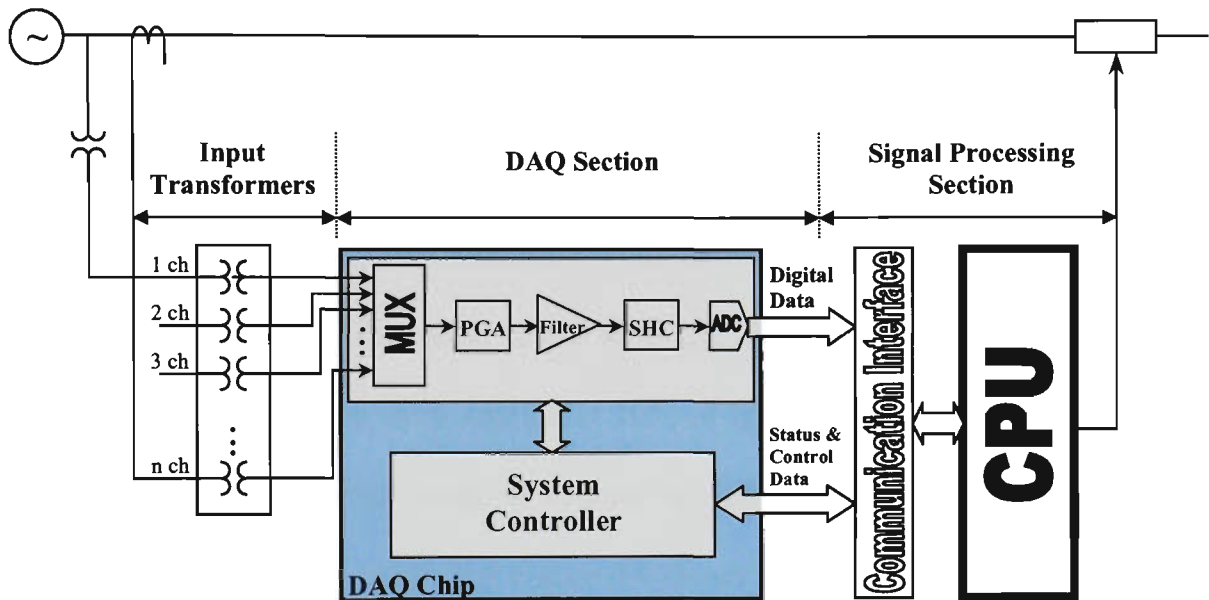 ~
Input
Transformers
DAQ Section
Signal Processing
Section
1 ch
2 ch
3 ch
n ch
MUX
PGA
Filter
SHC
ADC
Digital
Data
Status &
Control
Data
System
Controller
DAQ Chip
Communication Interface
CPU